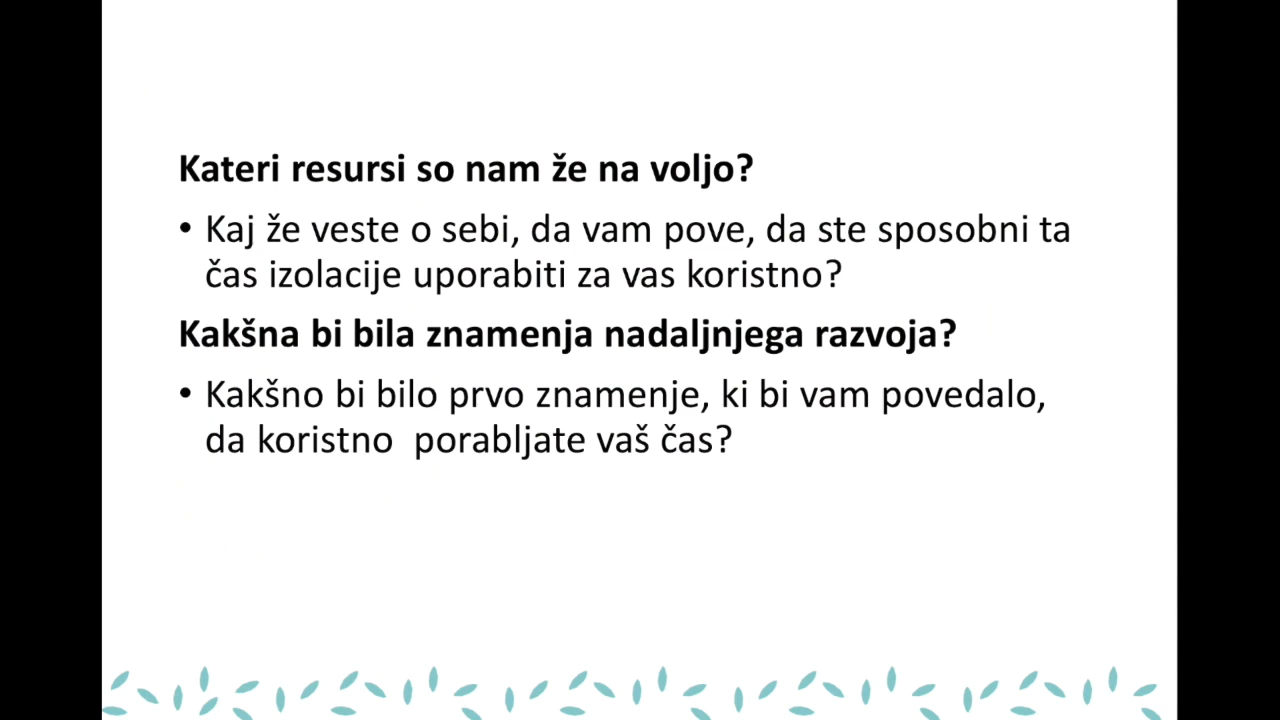 Kateri resursi so nam že na voljo?
• Kaj že veste o sebi, da vam pove, da ste sposobni ta
čas izolacije uporabiti za vas koristno?
Kakšna bi bila znamenja nadaljnjega razvoja?
• Kakšno bi bilo prvo znamenje, ki bi vam povedalo,
da koristno  porabljate vaš čas?